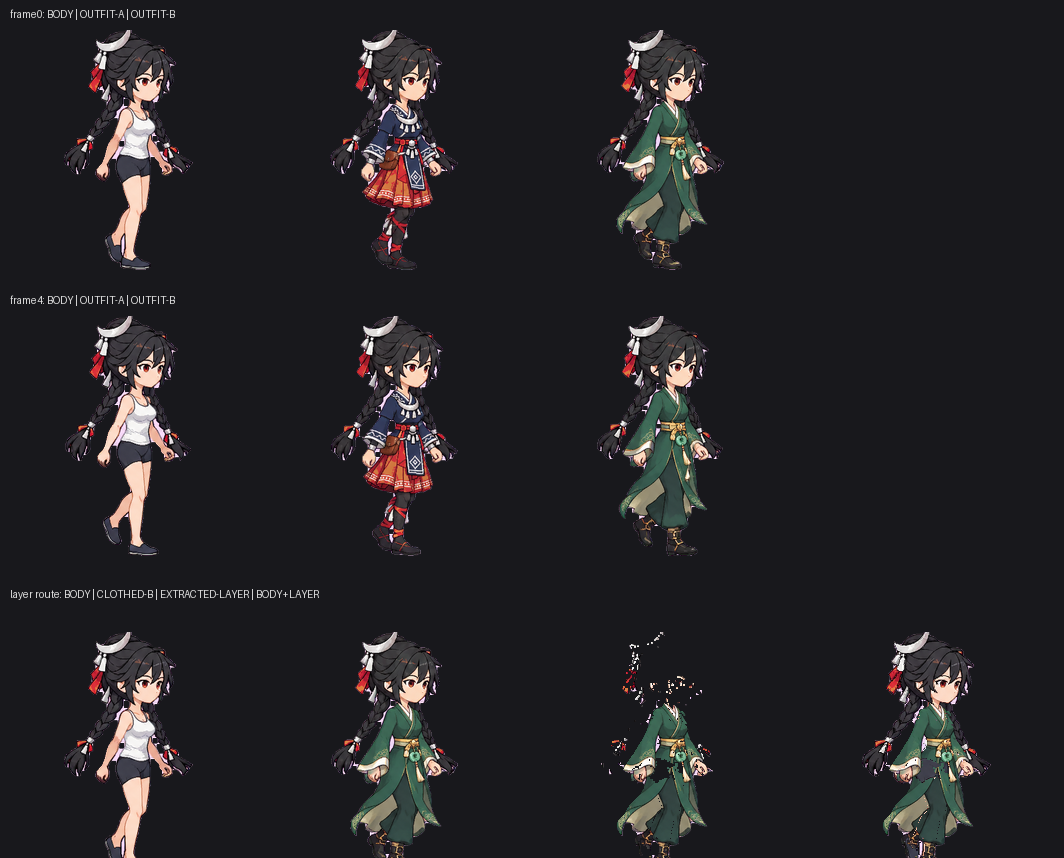 frame0: BODY | OUTFIT-A | OUTFIT-B
frame4: BODY | OUTFIT-A | OUTFIT-B
layer route: BODY | CLOTHED-B | EXTRACTED-LAYER | BODY+LAYER